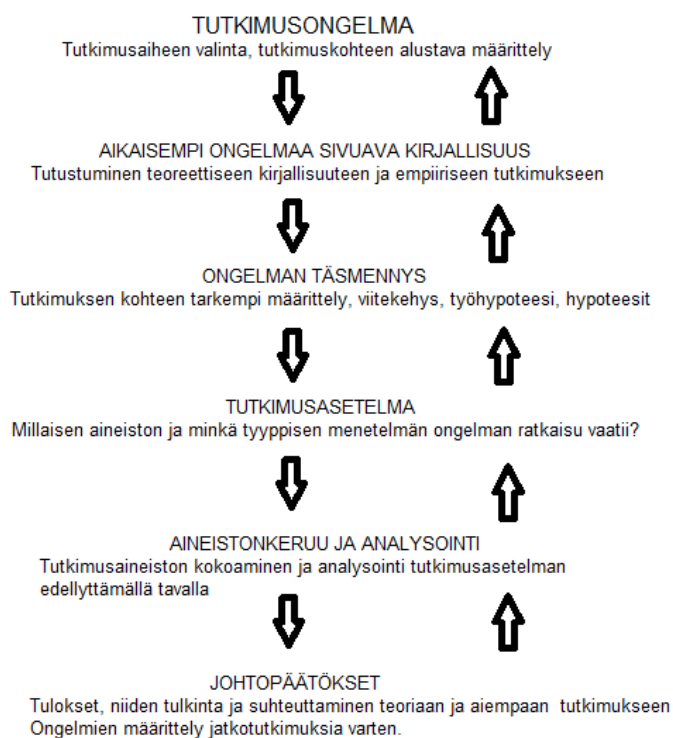 TUTKIMUSONGELMA
Tutkimusaiheen valinta, tutkimuskohteen alustava määrittely
AIKAISEMPI ONGELMAA SIVUAVA KIRJALLISUUS
Tutustuminen teoreettiseen kirjallisuuteen ja empiiriseen tutkimukseen
ONGELMAN TÄSMENNYS
Tutkimuksen kohteen tarkempi määrittely, viitekehys, työhypoteesi, hypoteesit
TUTKIMUSASETELMA
Millaisen aineiston ja minkä tyyppisen menetelmän ongelman ratkaisu vaatii?
AINEISTONKERUU JA ANALYSOINTI
Tutkimusaineiston kokoaminen ja analysointi tutkimusasetelman
edellyttämällä tavalla
JOHTOPÄÄTÖKSET
Tulokset, niiden tulkinta ja suhteuttaminen teoriaan ja aiempaan tutkimukseen
Ongelmien määrittely jatkotutkimuksia varten.